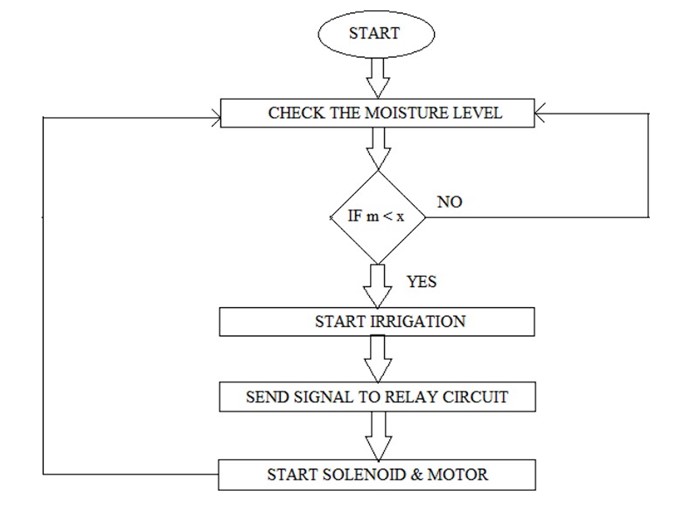 START
CHECK THE MOISTURE LEVEL
IF m < x
NO
YES
START IRRIGATION
SEND SIGNAL TO RELAY CIRCUIT
START SOLENOID & MOTOR